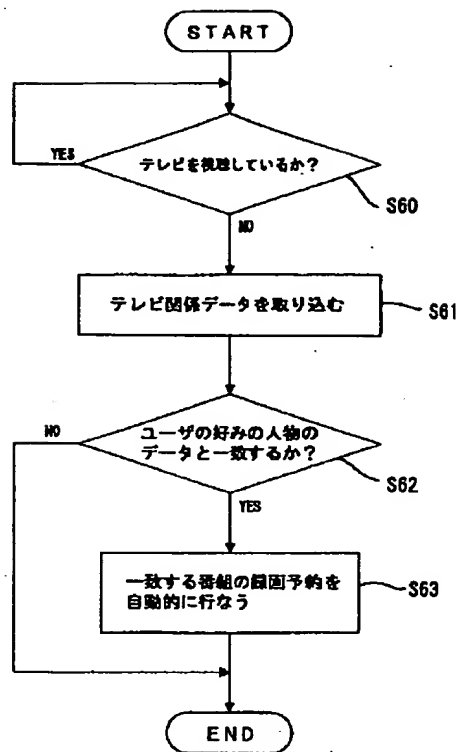 START
テレビを視聴しているか?
YES
S60
NO
テレビ関係データを取り込む
S61
ユーザの好みの人物の
データと一致するか?
NO
S62
YES
一致する番組の録画予約を
自動的に行なう
S63
END